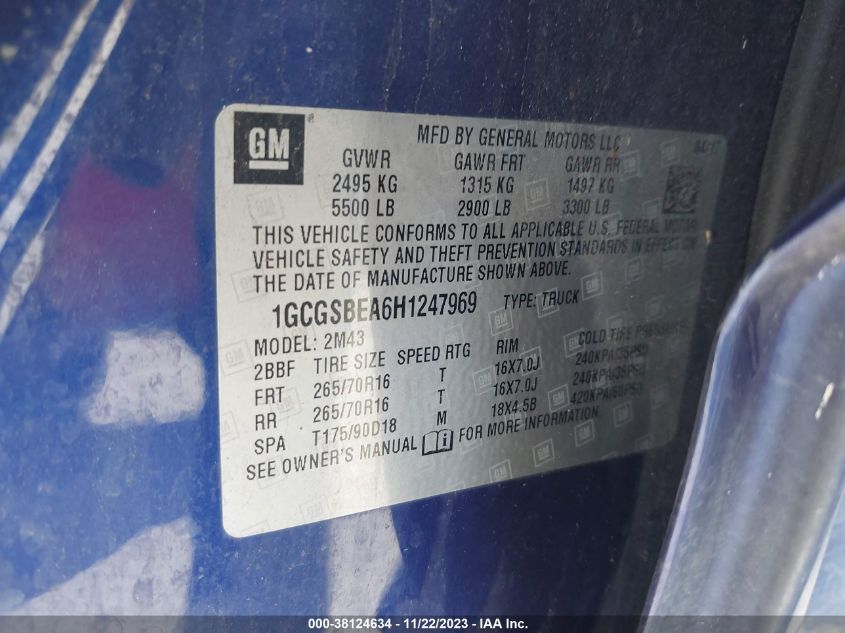 GM ®
MFD BY GENERAL MOTORS LLC
GVWR GAWR FRT GAWR RR
2495 KG 1315 KG 1497 KG
5500 LB 2900 LB 3300 LB
THIS VEHICLE CONFORMS TO ALL APPLICABLE U.S. FEDERAL MOTOR
VEHICLE SAFETY AND THEFT PREVENTION STANDARDS IN EFFECT ON
THE DATE OF MANUFACTURE SHOWN ABOVE.
1GCGSBEA6H1247969 TYPE: TRUCK
MODEL: 2M43
2BBF TIRE SIZE SPEED RTG RIM COLD TIRE PRESSURE
FRT 265/70R16 T 16X7.0J 240KPA/35PSI
RR 265/70R16 T 16X7.0J 240KPA/35PSI
SPA T175/90D18 M 18X4.5B 420KPA/60PSI
SEE OWNER'S MANUAL FOR MORE INFORMATION.
000-38124634 - 11/22/2023 - IAA Inc.